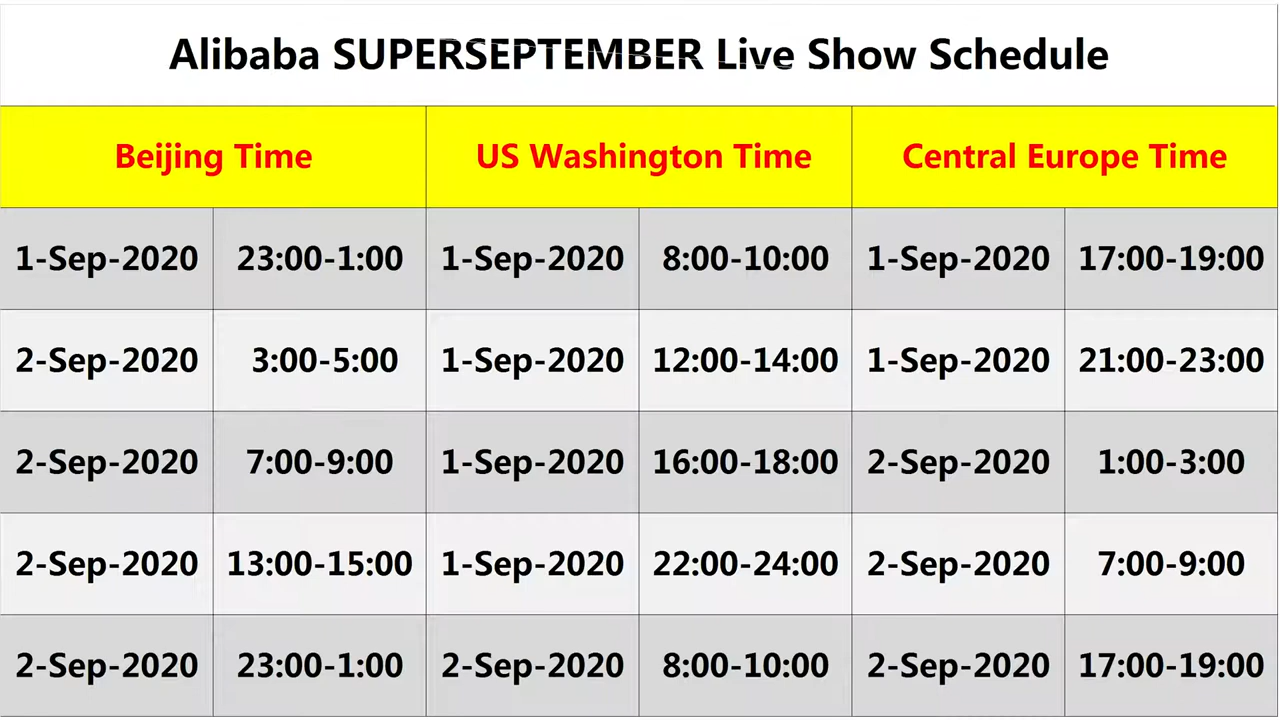 Alibaba SUPERSEPTEMBER Live Show Schedule
Beijing Time US Washington Time Central Europe Time
1-Sep-2020 23:00-1:00 1-Sep-2020 8:00-10:00 1-Sep-2020 17:00-19:00
2-Sep-2020 3:00-5:00 1-Sep-2020 12:00-14:00 1-Sep-2020 21:00-23:00
2-Sep-2020 7:00-9:00 1-Sep-2020 16:00-18:00 2-Sep-2020 1:00-3:00
2-Sep-2020 13:00-15:00 1-Sep-2020 22:00-24:00 2-Sep-2020 7:00-9:00
2-Sep-2020 23:00-1:00 2-Sep-2020 8:00-10:00 2-Sep-2020 17:00-19:00